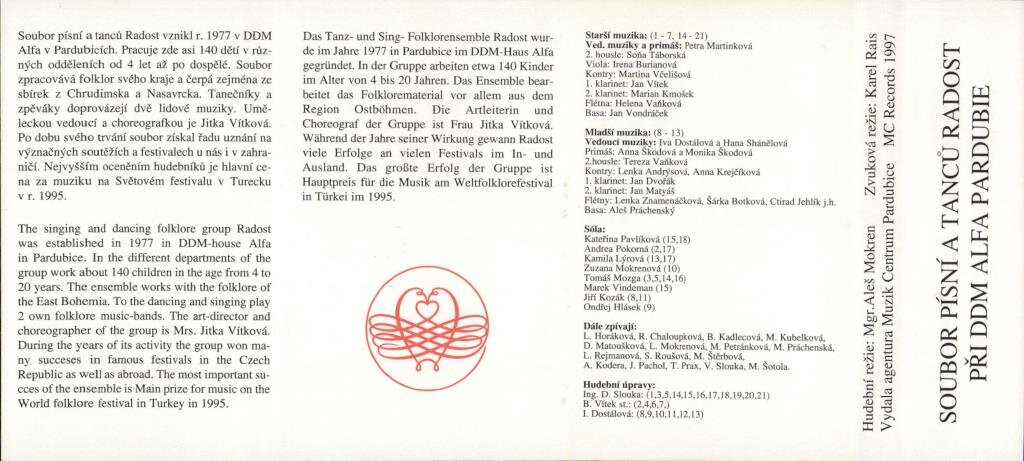 Soubor písní a tanců Radost vznikl r. 1977 v DDM
Alfa v Pardubicích. Pracuje zde asi 140 dětí v růz-
ných odděleních od 4 let až po dospělé. Soubor
zpracovává folklor svého kraje a čerpá zejména ze
sbírek z Chrudimska a Nasavrcka. Tanečníky a
zpěváky doprovázejí dvě lidové muziky. Umě-
leckou vedoucí a choreografkou je Jitka Vítková.
Po dobu svého trvání soubor získal řadu uznání na
význačných soutěžích a festivalech u nás i v zahra-
ničí. Nejvyšším oceněním hudebníků je hlavní ce-
na za muziku na Světovém festivalu v Turecku
v r. 1995.
The singing and dancing folklore group Radost
was established in 1977 in DDM-house Alfa
in Pardubice. In the different departments of the
group work about 140 children in the age from 4 to
20 years. The ensemble works with the folklore of
the East Bohemia. To the dancing and singing play
2 own folklore music-bands. The art-director and
choreographer of the group is Mrs. Jitka Vítková.
During the years of its activity the group won ma-
ny succeses in famous festivals in the Czech
Republic as well as abroad. The most important su-
cces of the ensemble is Main prize for music on the
World folklore festival in Turkey in 1995.
Das Tanz- und Sing- Folklorensemble Radost wur-
de im Jahre 1977 in Pardubice im DDM-Haus Alfa
gegründet. In der Gruppe arbeiten etwa 140 Kinder
im Alter von 4 bis 20 Jahren. Das Ensemble bear-
beitet das Folklorematerial vor allem aus dem
Region Ostböhmen. Die Artleiterin und
Choreograf der Gruppe ist Frau Jitka Vítková.
Während der Jahre seiner Wirkung gewann Radost
viele Erfolge an vielen Festivals im In- und
Ausland. Das größte Erfolg der Gruppe ist
Hauptpreis für die Musik am Weltfolklorefestival
in Türkei im 1995.
Starší muzika: (1 - 7, 14 - 21)
Ved. muziky a primáš: Petra Martinková
2. housle: Soňa Táborská
Viola: Irena Burianová
Kontry: Martina Včelišová
1. klarinet: Jan Vítek
2. klarinet: Marian Kmošek
Flétna: Helena Vaňková
Basa: Jan Vondráček
Mladší muzika: (8 - 13)
Vedoucí muziky: Iva Dostálová a Hana Shánělová
Primáš: Anna Škodová a Monika Škodová
2.housle: Tereza Vaňková
Kontry: Lenka Andrýsová, Anna Krejčíková
1. klarinet: Jan Dvořák
2. klarinet: Jan Matyáš
Flétny: Lenka Znamenáčková, Šárka Botková, Ctirad Jehlík j.h.
Basa: Aleš Práchenský
Sóla:
Kateřina Pavlíková (15,18)
Andrea Pokorná (2,17)
Kamila Lýrová (13,17)
Zuzana Mokrenová (10)
Tomáš Mozga (3,5,14,16)
Marek Vindeman (15)
Jiří Kozák (8,11)
Ondřej Hlásek (9)
Dále zpívají:
L. Horáková, R. Chaloupková, B. Kadlecová, M. Kubelková,
D. Matoušková, L. Mokrenová, M. Petránková, M. Práchenská,
L. Rejmanová, S. Roušová, M. Štěrbová,
A. Kodera, J. Pachol, T. Prax, V. Slouka, M. Šotola.
Hudební úpravy:
Ing. D. Slouka: (1,3,5,14,15,16,17,18,19,20,21)
B. Vítek st.: (2,4,6,7,)
I. Dostálová: (8,9,10,11,12,13)
Hudební režie: Mgr.Aleš Mokren Zvuková režie: Karel Rais
Vydala agentura Muzik Centrum Pardubice MC Records 1997
SOUBOR PÍSNÍ A TANCŮ RADOST
PŘI DDM ALFA PARDUBIE